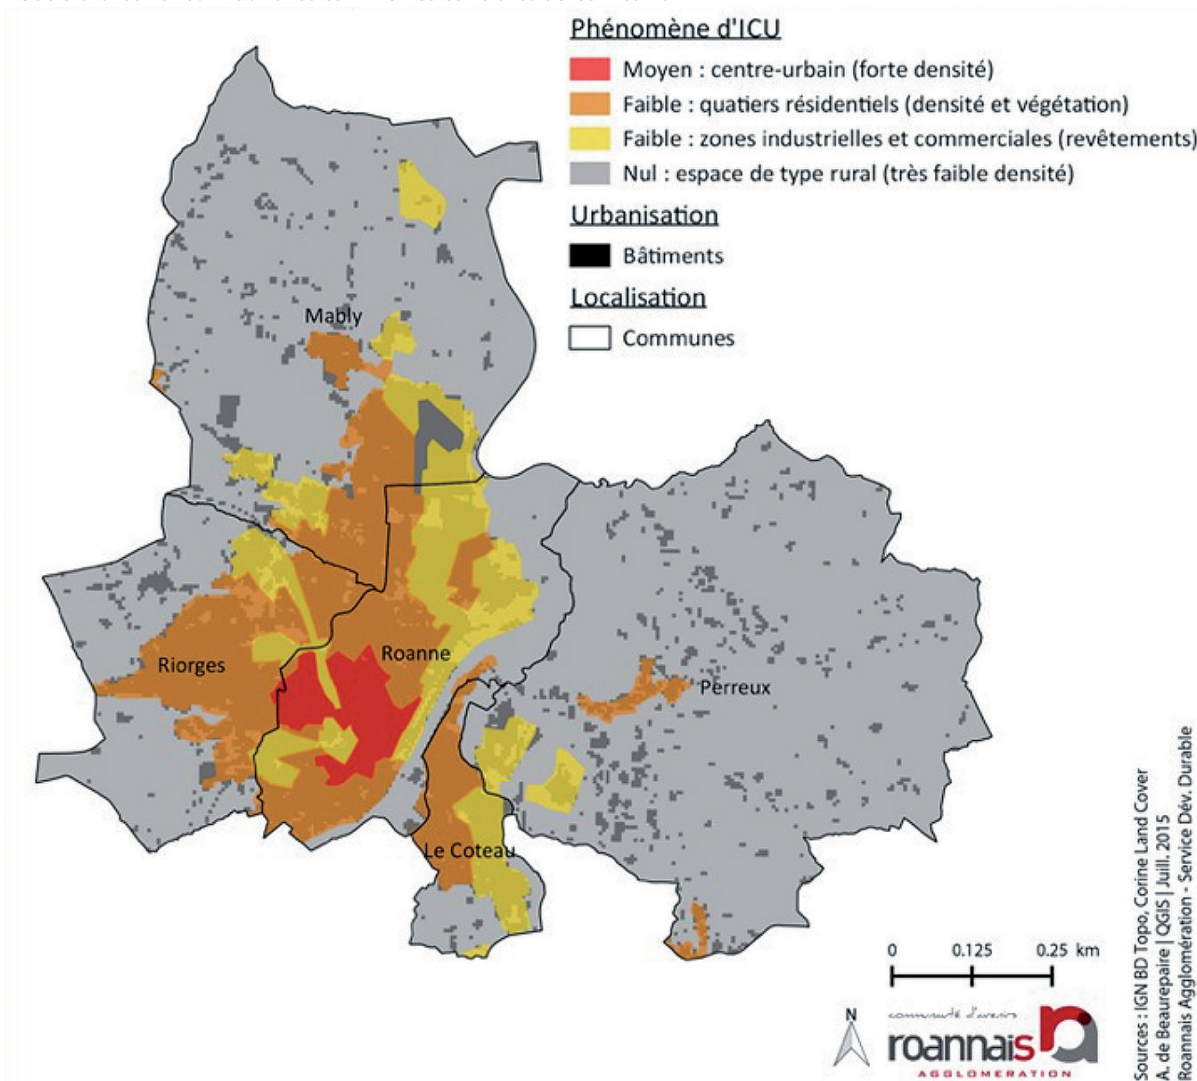 Phénomène d'ICU
Moyen : centre-urbain (forte densité)
Faible : quatiers résidentiels (densité et végétation)
Faible : zones industrielles et commerciales (revêtements)
Nul : espace de type rural (très faible densité)
Urbanisation
Bâtiments
Localisation
Communes
Mably
Riorges
Roanne
Perreux
Le Coteau
0 0.125 0.25 km
N
communauté d'avenirs
roannais
AGGLOMERATION
Sources : IGN BD Topo, Corine Land Cover
A. de Beaurepaire | QGIS | Juill. 2015
Roannais Agglomération - Service Dév. Durable